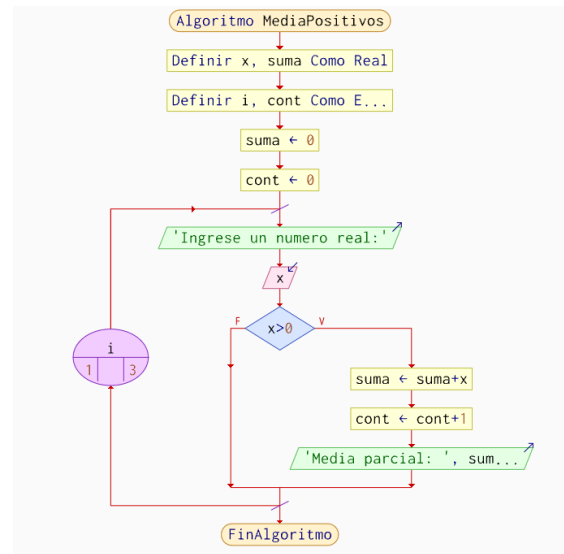 Algoritmo MediaPositivos
Definir x, suma Como Real
Definir i, cont Como E...
suma ← 0
cont ← 0
'Ingrese un numero real:'
x
F
x>0
V
i
1
3
suma ← suma+x
cont ← cont+1
'Media parcial: ', sum...
FinAlgoritmo